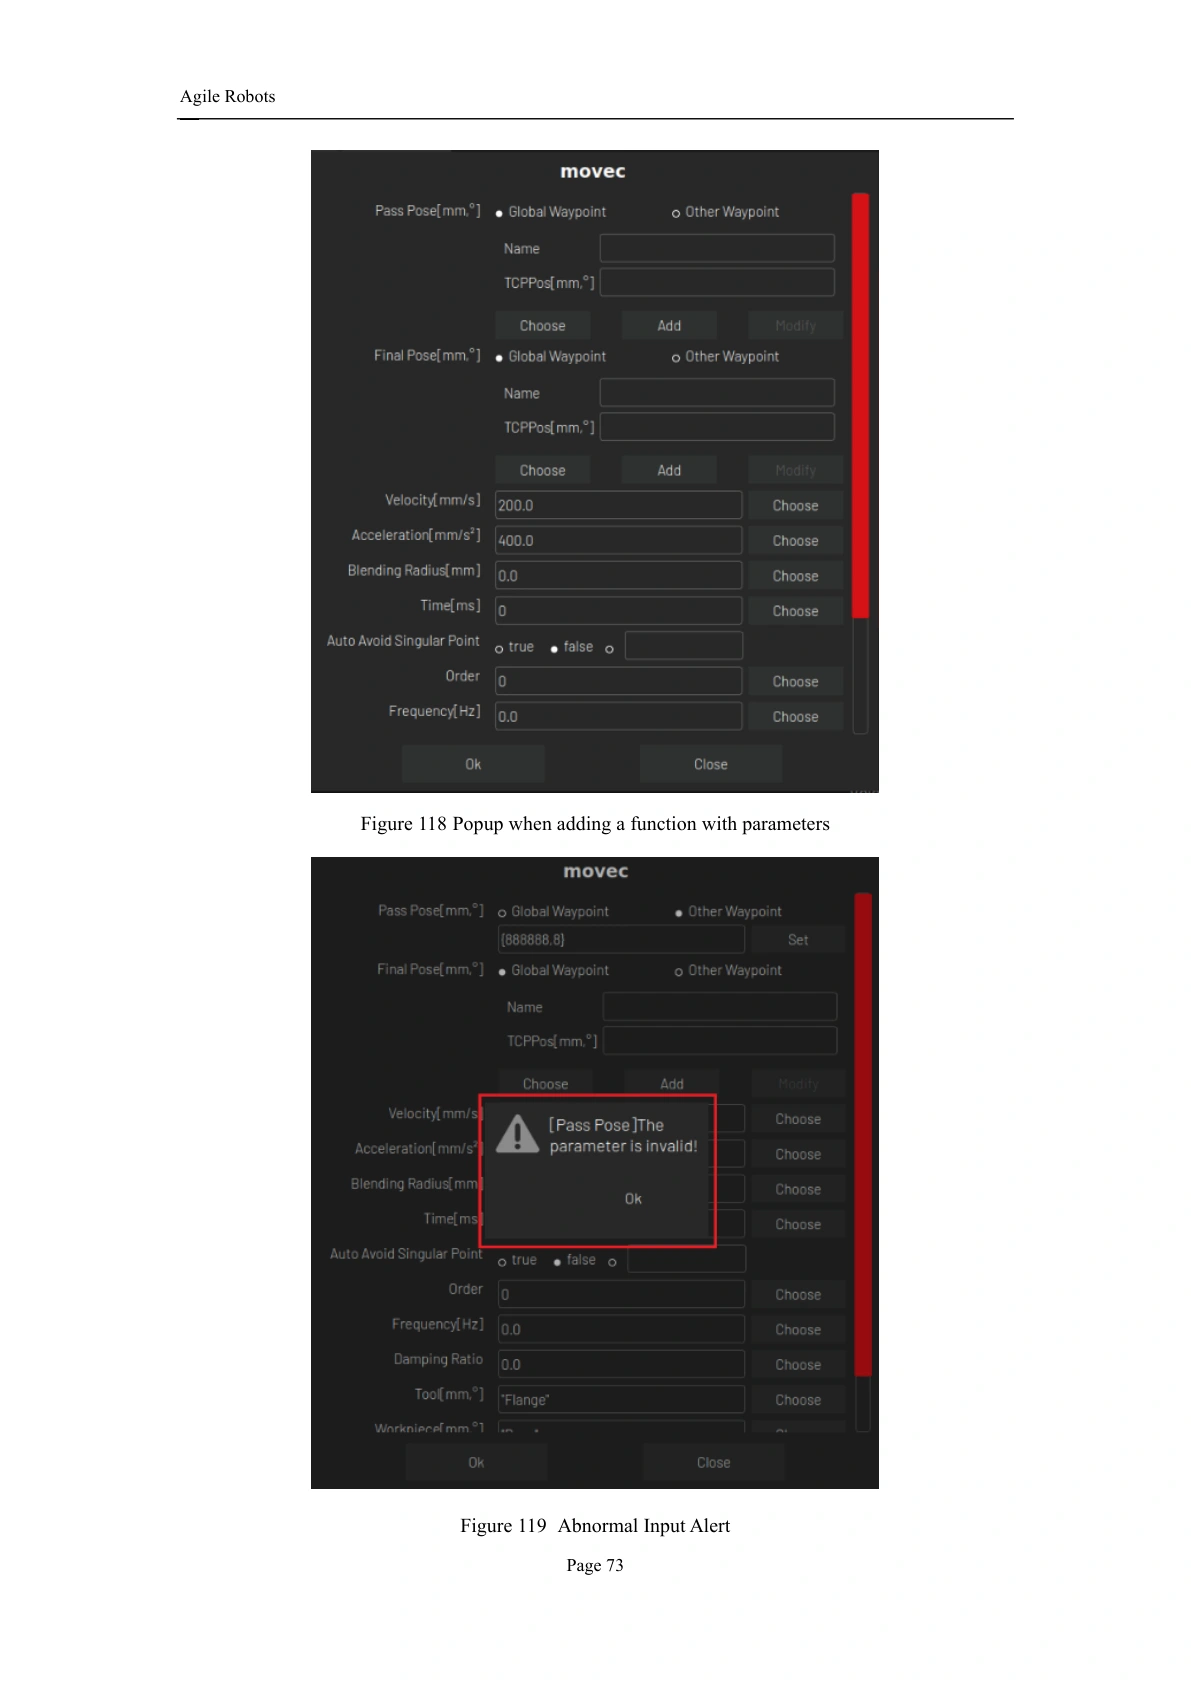 Agile Robots
movec
Pass Pose[mm,°] Global Waypoint Other Waypoint
Name
TCPPos[mm,°]
Choose Add Modify
Final Pose[mm,°] Global Waypoint Other Waypoint
Name
TCPPos[mm,°]
Choose Add Modify
Velocity[mm/s] 200.0 Choose
Acceleration[mm/s²] 400.0 Choose
Blending Radius[mm] 0.0 Choose
Time[ms] 0 Choose
Auto Avoid Singular Point true false
Order 0 Choose
Frequency[Hz] 0.0 Choose
Ok Close
Figure 118 Popup when adding a function with parameters
movec
Pass Pose[mm,°] Global Waypoint Other Waypoint
{888888.8} Set
Final Pose[mm,°] Global Waypoint Other Waypoint
Name
TCPPos[mm,°]
Choose Add Modify
Velocity[mm/s Choose
[Pass Pose]The
parameter is invalid!
Acceleration[mm/s² Choose
Blending Radius[mm Choose
Ok
Time[ms Choose
Auto Avoid Singular Point true false
Order 0 Choose
Frequency[Hz] 0.0 Choose
Damping Ratio 0.0 Choose
Tool[mm,°] "Flange" Choose
Workpiece[mm,°]
Ok Close
Figure 119 Abnormal Input Alert
Page 73